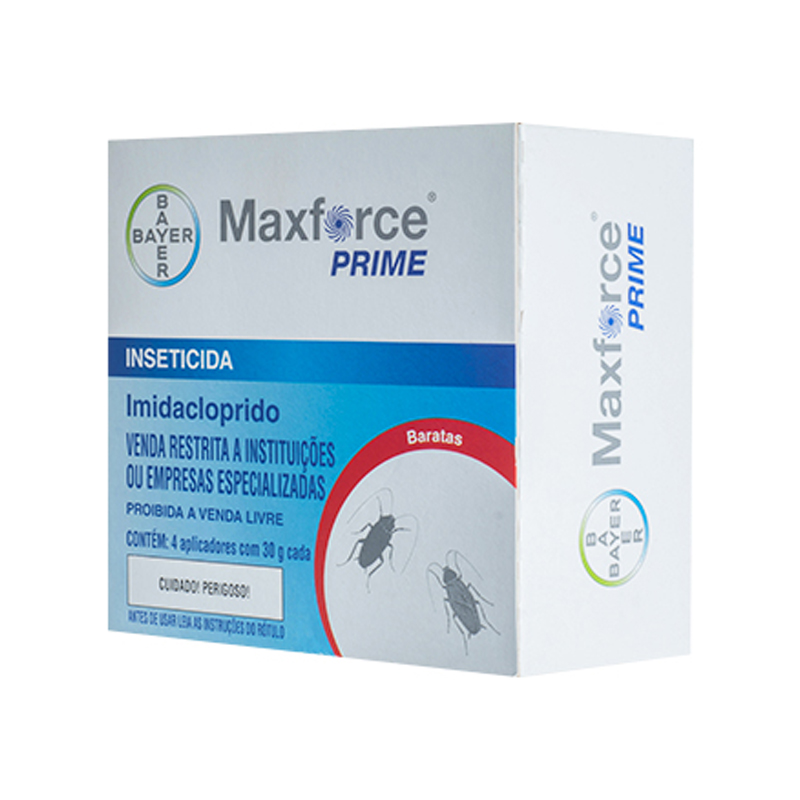 BAYER
BAYER
Maxforce®
PRIME
INSETICIDA
Imidacloprido
VENDA RESTRITA A INSTITUIÇÕES
OU EMPRESAS ESPECIALIZADAS
PROIBIDA A VENDA LIVRE
CONTÉM: 4 aplicadores com 30 g cada
CUIDADO! PERIGOSO!
ANTES DE USAR LEIA AS INSTRUÇÕES DO RÓTULO
Baratas
Maxforce®
PRIME
BAYER
BAYER